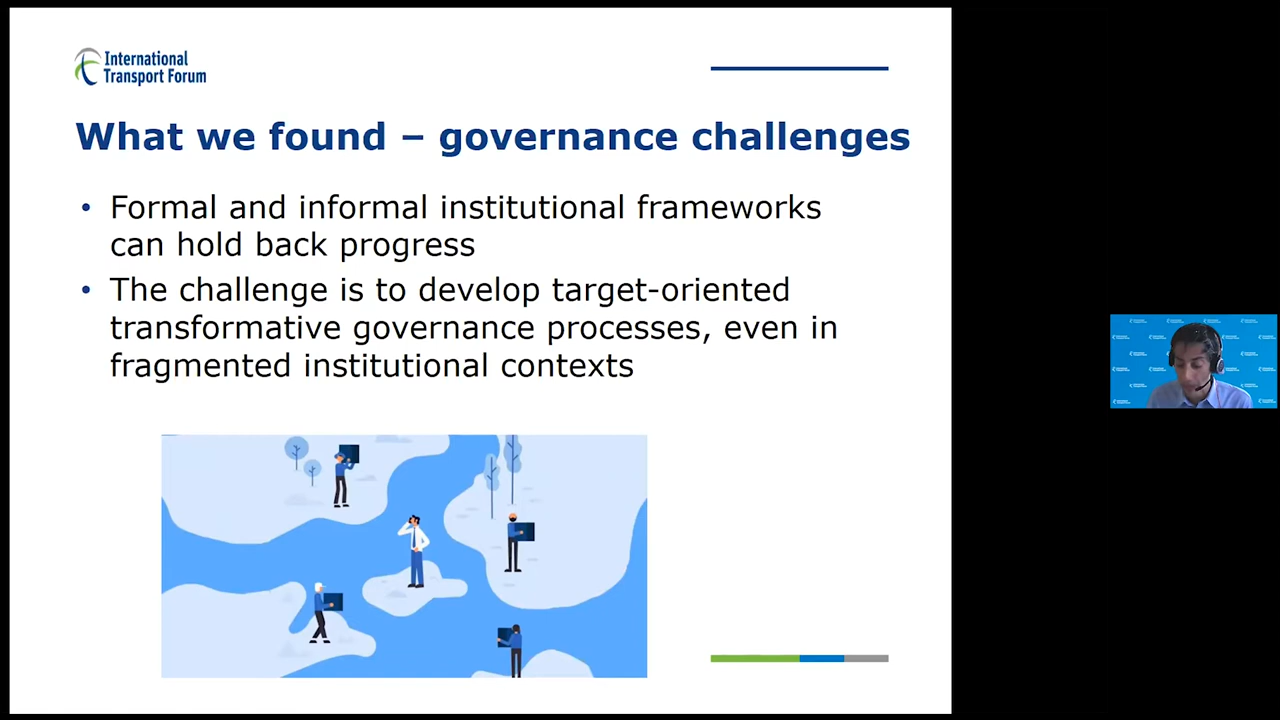 International
Transport Forum
What we found – governance challenges
• Formal and informal institutional frameworks
can hold back progress
• The challenge is to develop target-oriented
transformative governance processes, even in
fragmented institutional contexts